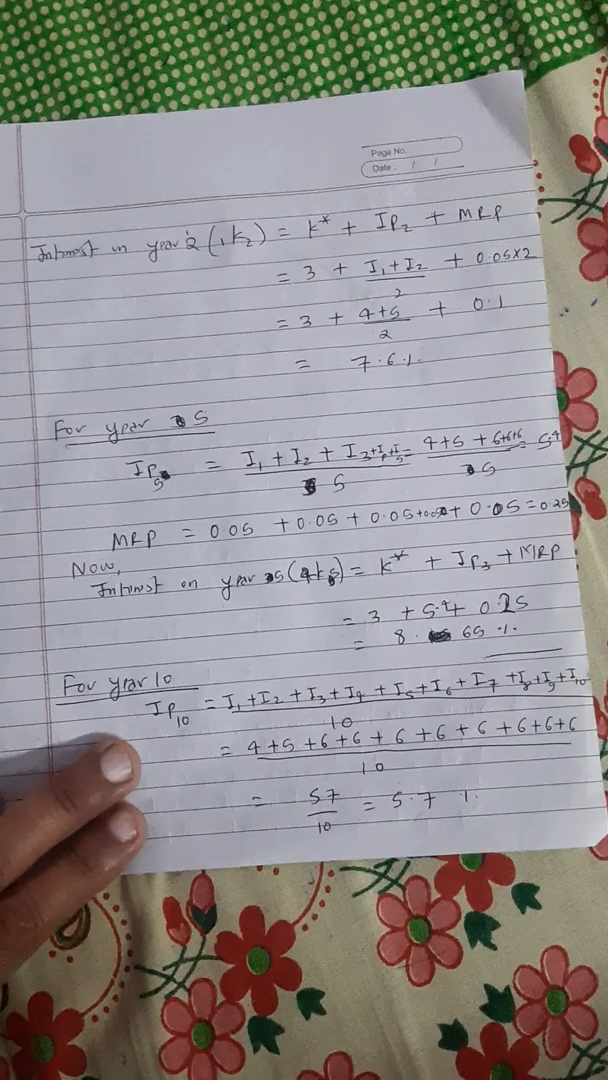 Page No.
Date : / /
Interest in year 2 (1k₂) = k* + IP₂ + MRP
= 3 + (I₁+I₂)/2 + 0.05×2
= 3 + (4+5)/2 + 0.1
= 7.6%
For year 5
IP₅ = (I₁ + I₂ + I₃+I₄+I₅)/5 = (4+5+6+6+6)/5 = 5.4
MRP = 0.05 + 0.05 + 0.05+0.05+ 0.05 = 0.25
Now,
Interest on year 5 = k* + IP₃ + MRP
= 3 + 5.4 + 0.25
= 8.65%
For year 10
IP₁₀ = (I₁+I₂+I₃+I₄+I₅+I₆+I₇+I₈+I₉+I₁₀)/10
= (4+5+6+6+6+6+6+6+6+6)/10
= 57/10 = 5.7%